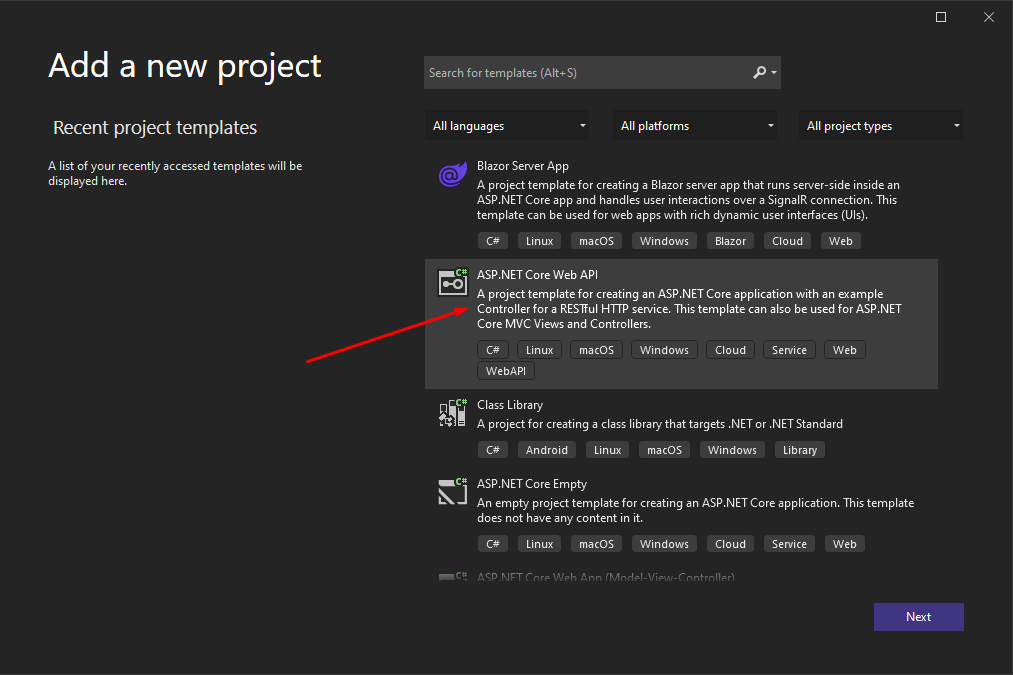 Add a new project
Search for templates (Alt+S)
Recent project templates
All languages
All platforms
All project types
A list of your recently accessed templates will be
displayed here.
Blazor Server App
A project template for creating a Blazor server app that runs server-side inside an
ASP.NET Core app and handles user interactions over a SignalR connection. This
template can be used for web apps with rich dynamic user interfaces (UIs).
C# Linux macOS Windows Blazor Cloud Web
C#
ASP.NET Core Web API
A project template for creating an ASP.NET Core application with an example
Controller for a RESTful HTTP service. This template can also be used for ASP.NET
Core MVC Views and Controllers.
C# Linux macOS Windows Cloud Service Web
WebAPI
C#
Class Library
A project for creating a class library that targets .NET or .NET Standard
C# Android Linux macOS Windows Library
C#
ASP.NET Core Empty
An empty project template for creating an ASP.NET Core application. This template
does not have any content in it.
C# Linux macOS Windows Cloud Service Web
C#
ASP.NET Core Web App (Model-View-Controller)
Next